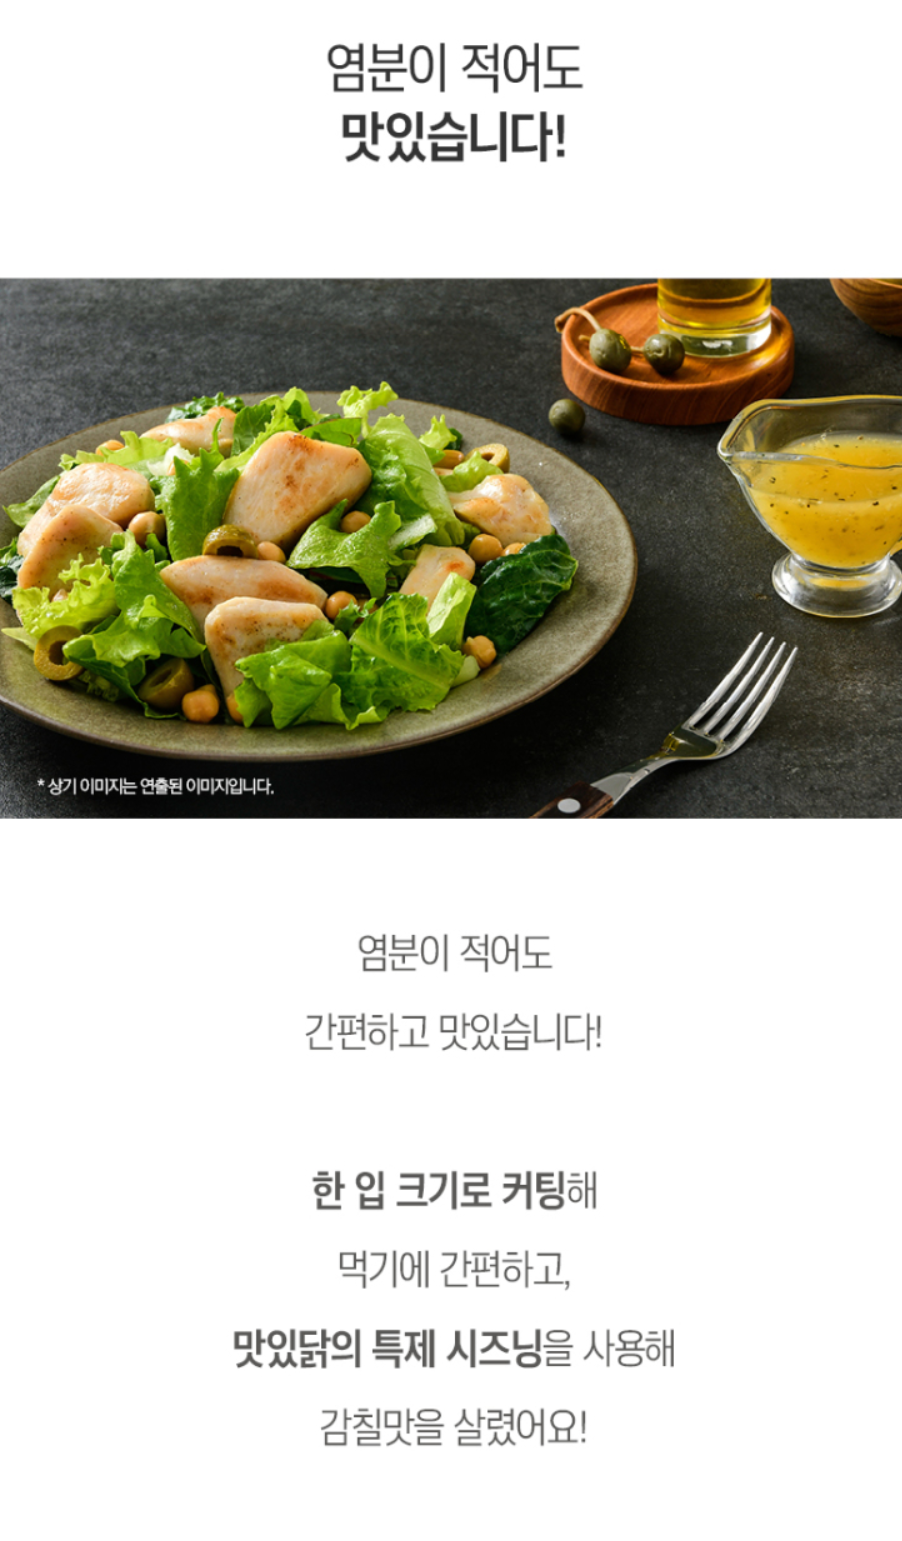 염분이 적어도
맛있습니다!
* 상기 이미지는 연출된 이미지입니다.
염분이 적어도
간편하고 맛있습니다!
한 입 크기로 커팅해
먹기에 간편하고,
맛있닭의 특제 시즈닝을 사용해
감칠맛을 살렸어요!